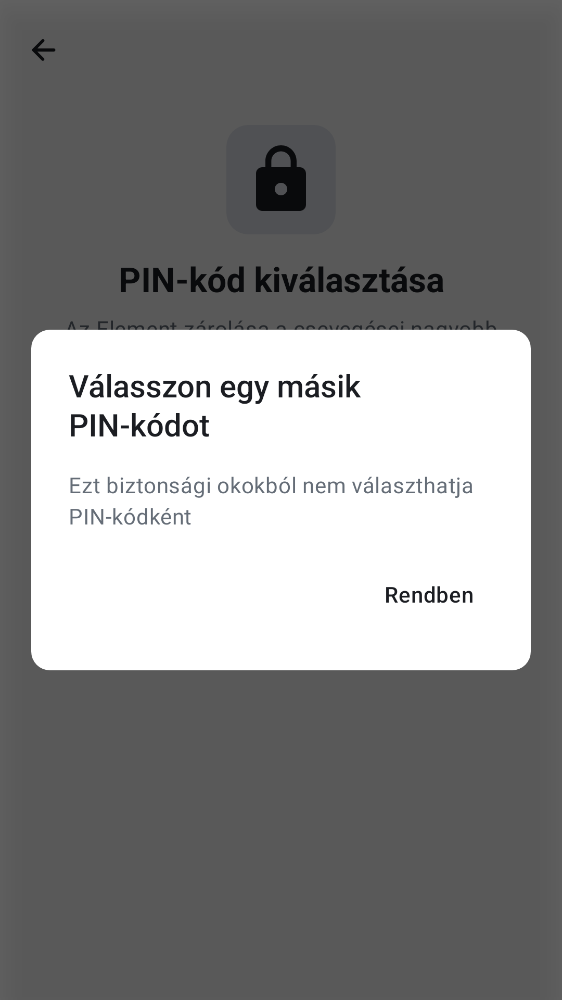 PIN-kód kiválasztása
Az Element zárolása a csevegései nagyobb
Válasszon egy másik
PIN-kódot
Ezt biztonsági okokból nem választhatja
PIN-kódként
Rendben